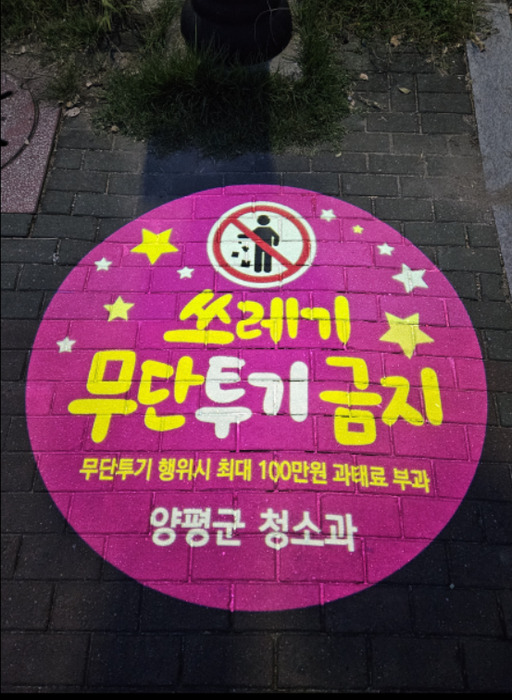 쓰레기
무단투기 금지
무단투기 행위시 최대 100만원 과태료 부과
양평군 청소과